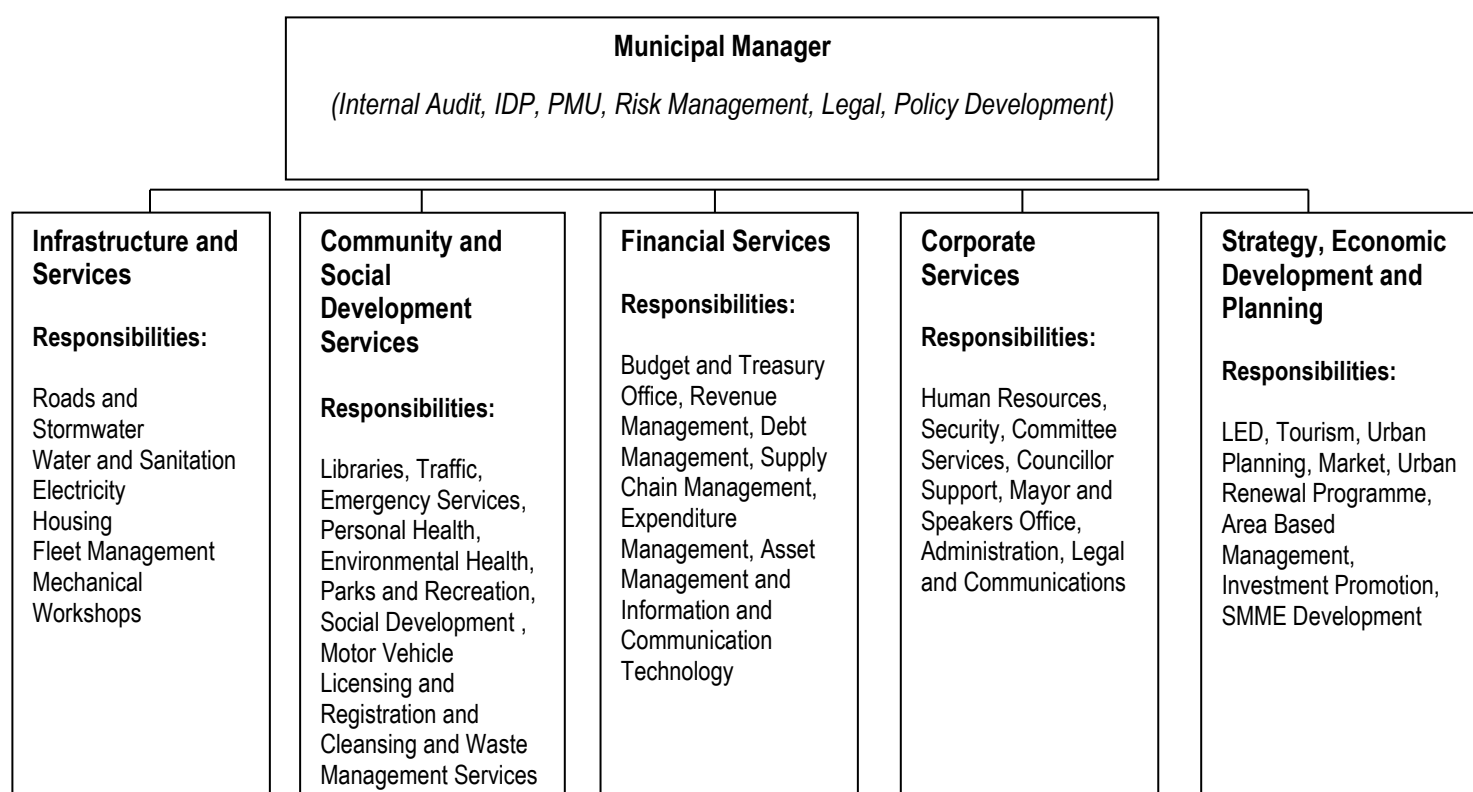 Municipal Manager
(Internal Audit, IDP, PMU, Risk Management, Legal, Policy Development)
Infrastructure and
Services
Responsibilities:
Roads and
Stormwater
Water and Sanitation
Electricity
Housing
Fleet Management
Mechanical
Workshops
Community and
Social
Development
Services
Responsibilities:
Libraries, Traffic,
Emergency Services,
Personal Health,
Environmental Health,
Parks and Recreation,
Social Development ,
Motor Vehicle
Licensing and
Registration and
Cleansing and Waste
Management Services
Financial Services
Responsibilities:
Budget and Treasury
Office, Revenue
Management, Debt
Management, Supply
Chain Management,
Expenditure
Management, Asset
Management and
Information and
Communication
Technology
Corporate
Services
Responsibilities:
Human Resources,
Security, Committee
Services, Councillor
Support, Mayor and
Speakers Office,
Administration, Legal
and Communications
Strategy, Economic
Development and
Planning
Responsibilities:
LED, Tourism, Urban
Planning, Market, Urban
Renewal Programme,
Area Based
Management,
Investment Promotion,
SMME Development